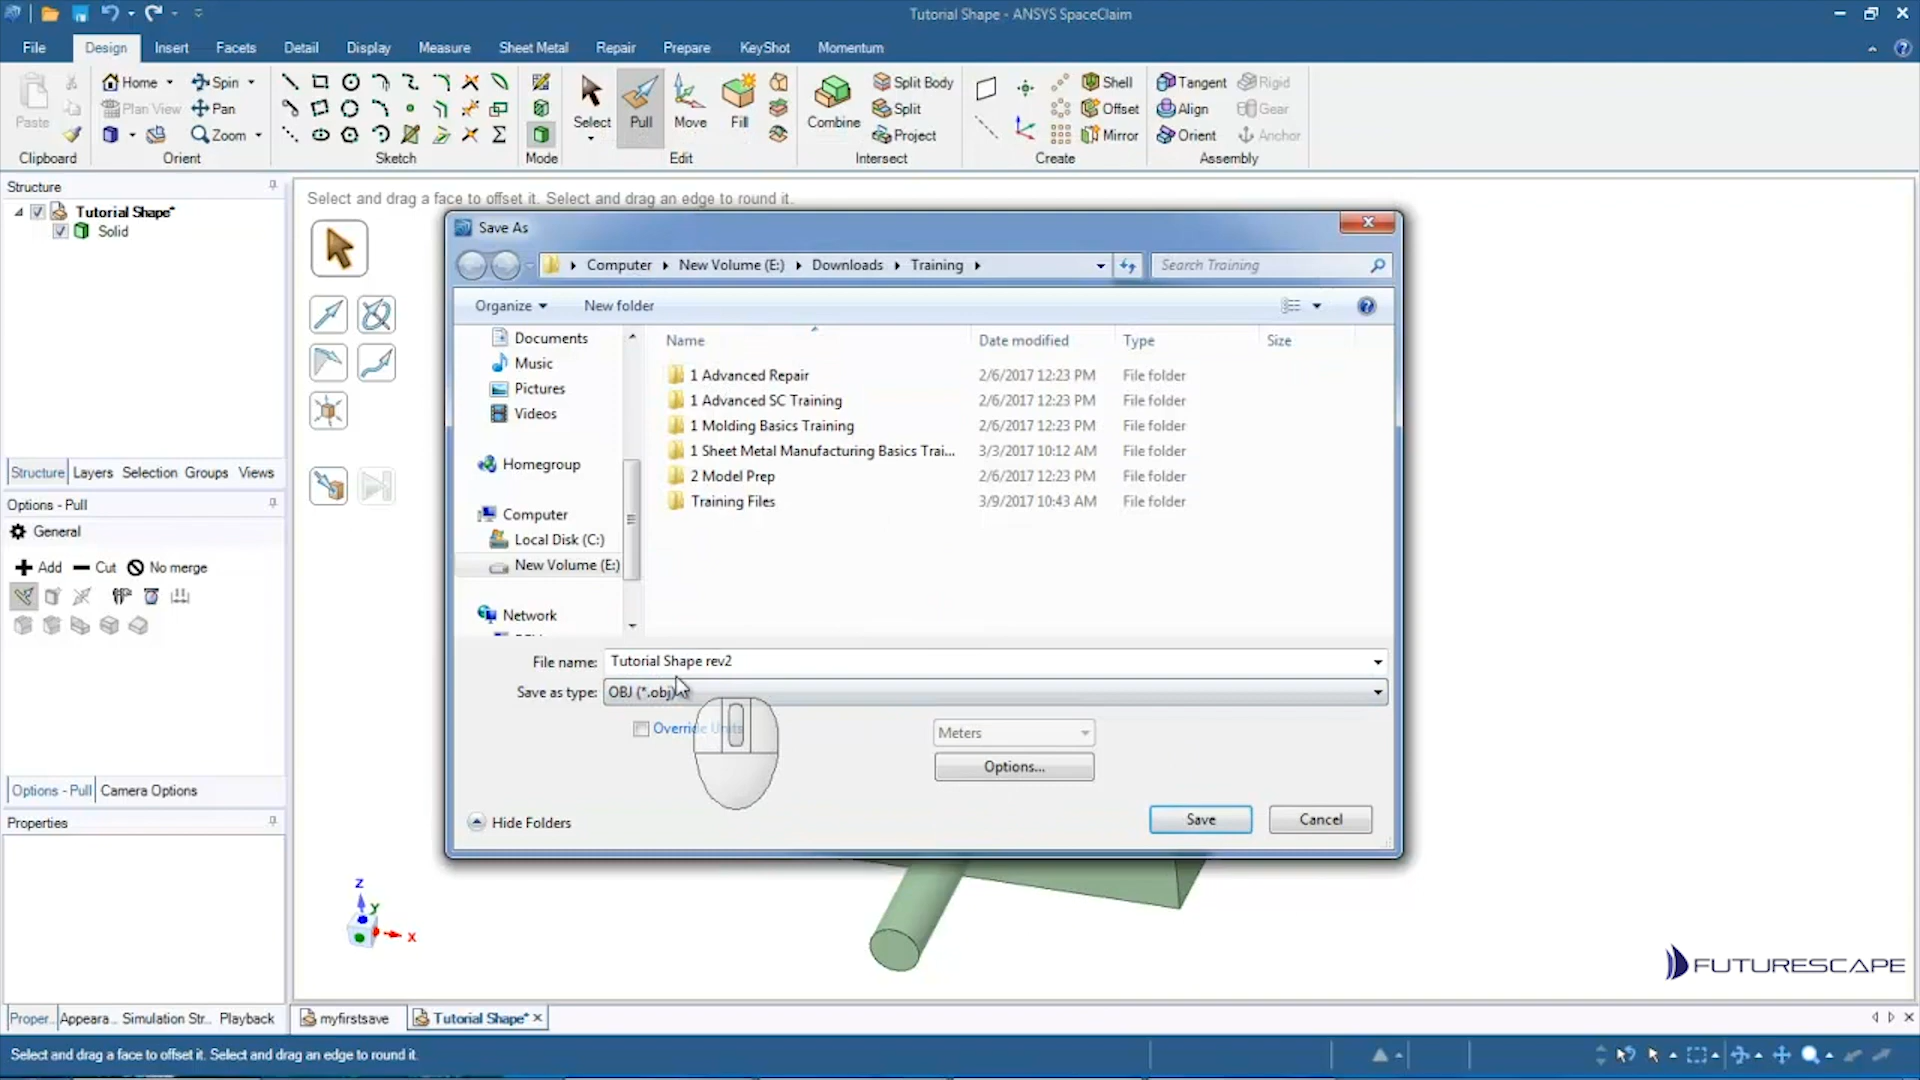 Tutorial Shape - ANSYS SpaceClaim
File Design Insert Facets Detail Display Measure Sheet Metal Repair Prepare KeyShot Momentum
Paste
Clipboard
Home Spin
Plan View Pan
Zoom
Orient
Sketch
Mode
Select Pull Move Fill
Edit
Combine
Split Body
Split
Project
Intersect
Shell
Offset
Mirror
Create
Tangent Rigid
Align Gear
Orient Anchor
Assembly
Structure
Tutorial Shape*
Solid
Structure Layers Selection Groups Views
Options - Pull
General
Add Cut No merge
Options - Pull Camera Options
Properties
Proper... Appeara... Simulation Str... Playback
Select and drag a face to offset it. Select and drag an edge to round it.
Save As
Computer New Volume (E:) Downloads Training
Search Training
Organize New folder
Documents
Music
Pictures
Videos
Homegroup
Computer
Local Disk (C:)
New Volume (E:)
Network
Name Date modified Type Size
1 Advanced Repair 2/6/2017 12:23 PM File folder
1 Advanced SC Training 2/6/2017 12:23 PM File folder
1 Molding Basics Training 2/6/2017 12:23 PM File folder
1 Sheet Metal Manufacturing Basics Trai... 3/3/2017 10:12 AM File folder
2 Model Prep 2/6/2017 12:23 PM File folder
Training Files 3/9/2017 10:43 AM File folder
File name: Tutorial Shape rev2
Save as type: OBJ (*.obj)
Override Units
Meters
Options...
Hide Folders
Save Cancel
Z
Y
X
FUTURESCAPE
myfirstsave Tutorial Shape*
Select and drag a face to offset it. Select and drag an edge to round it.